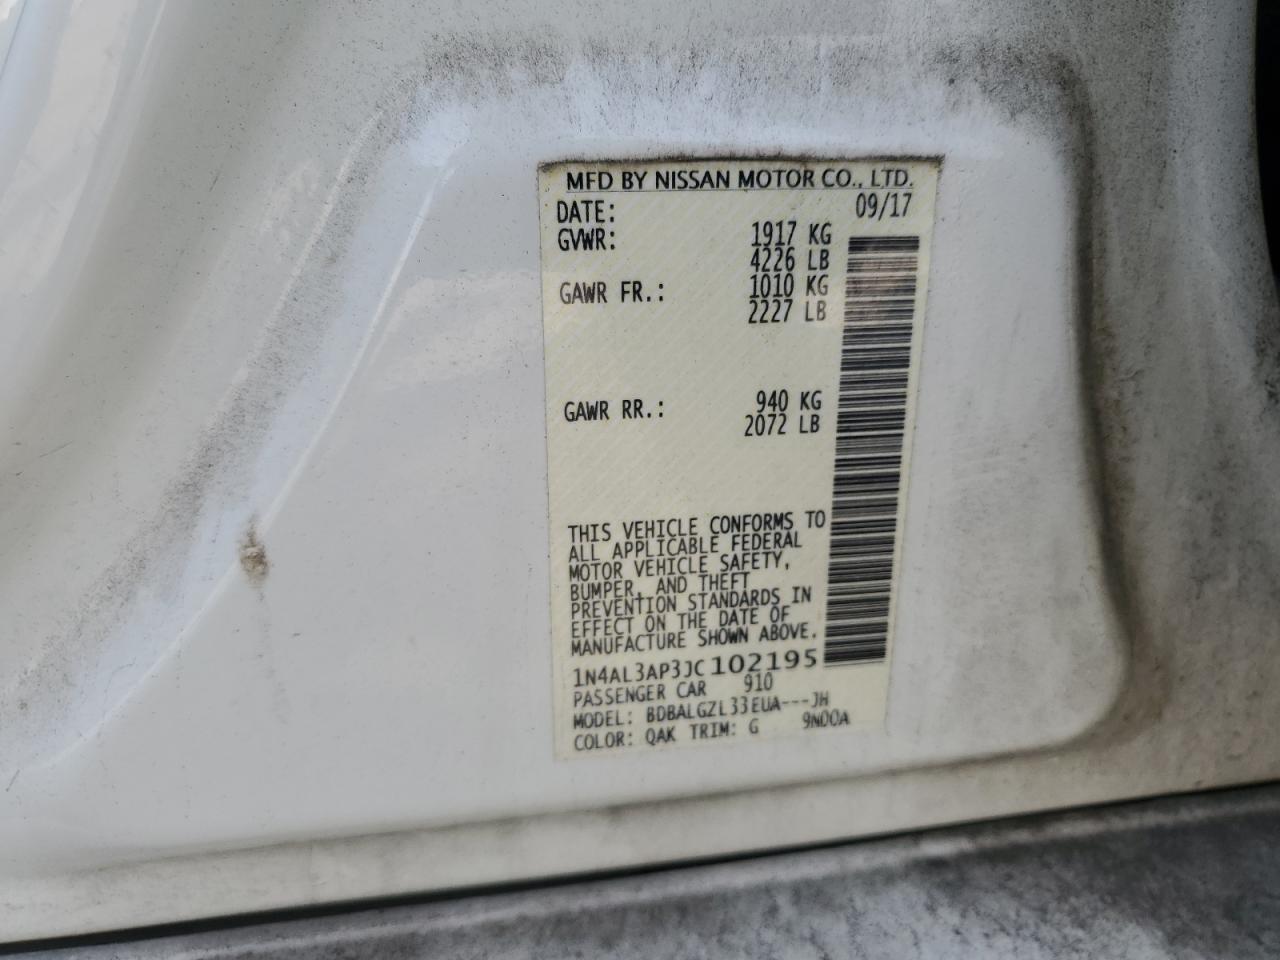 MFD BY NISSAN MOTOR CO., LTD.
DATE: 09/17
GVWR: 1917 KG
4226 LB
GAWR FR.: 1010 KG
2227 LB
GAWR RR.: 940 KG
2072 LB
THIS VEHICLE CONFORMS TO
ALL APPLICABLE FEDERAL
MOTOR VEHICLE SAFETY,
BUMPER, AND THEFT
PREVENTION STANDARDS IN
EFFECT ON THE DATE OF
MANUFACTURE SHOWN ABOVE.
1N4AL3AP3JC102195
PASSENGER CAR 910
MODEL: BDBALGZL33EUA---JH
COLOR: QAK TRIM: G 9N00A